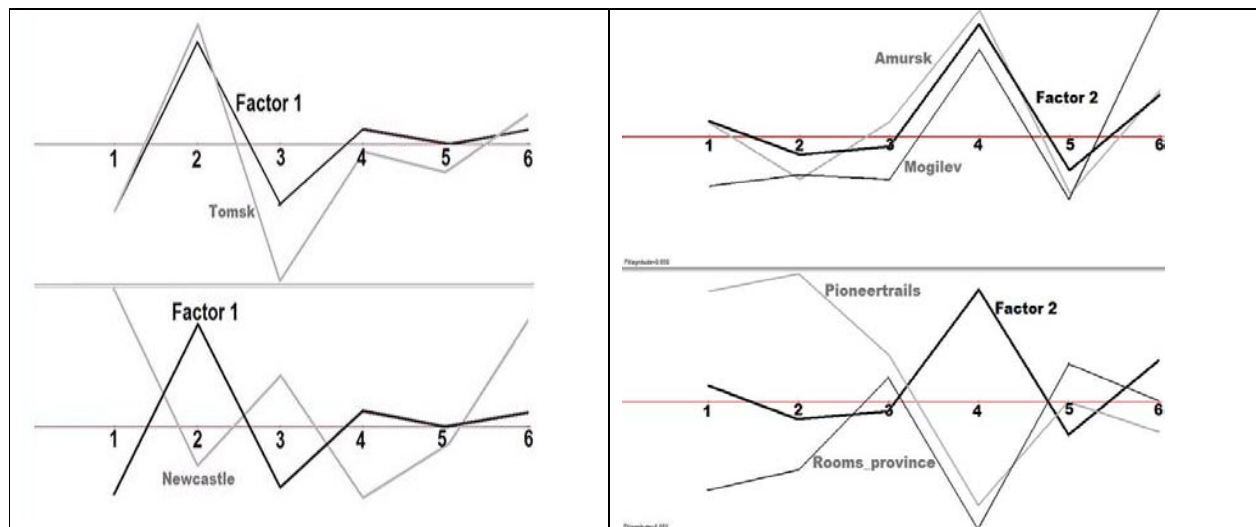 Factor 1
1 2 3 4 5 6
Tomsk
Factor 1
1 2 3 4 5 6
Newcastle
Amursk
Factor 2
1 2 3 4 5 6
Mogilev
Pioneertrails
Factor 2
1 2 3 4 5 6
Rooms_province